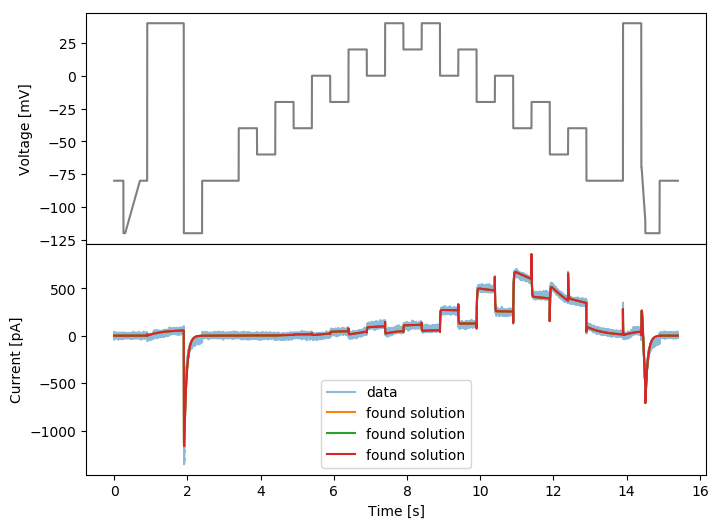 Voltage [mV]
25
0
−25
−50
−75
−100
−125
Current [pA]
500
0
−500
−1000
data
found solution
found solution
found solution
0
2
4
6
8
10
12
14
16
Time [s]